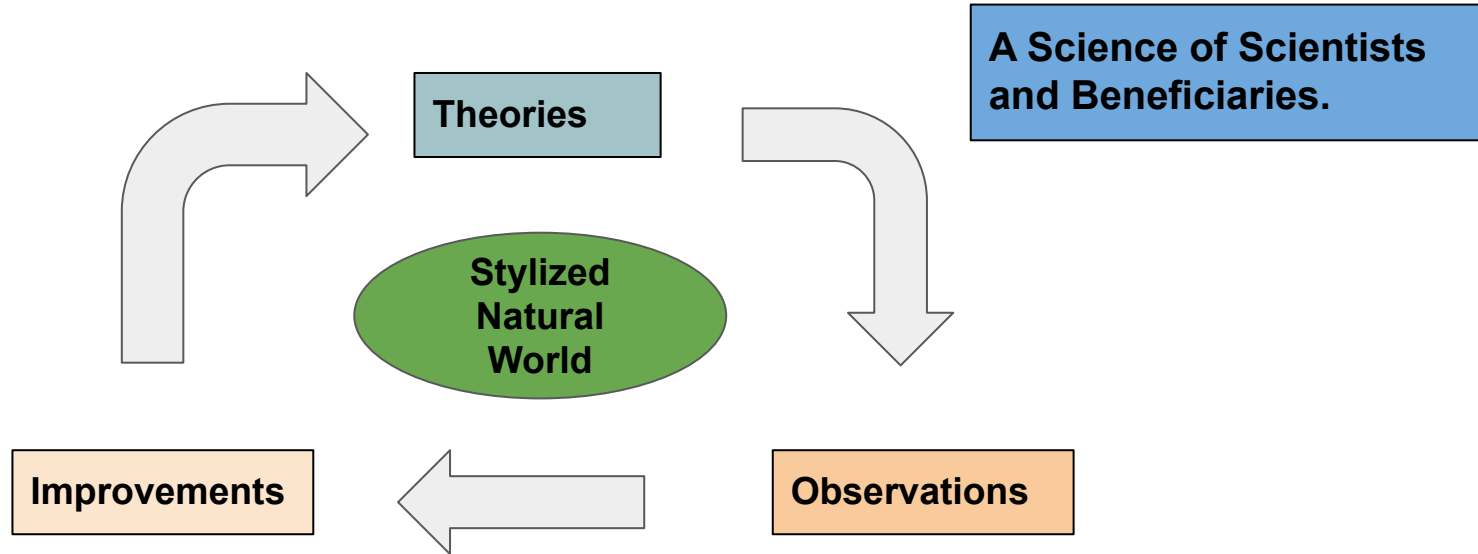 A Science of Scientists
and Beneficiaries.
Theories
Stylized
Natural
World
Improvements
Observations